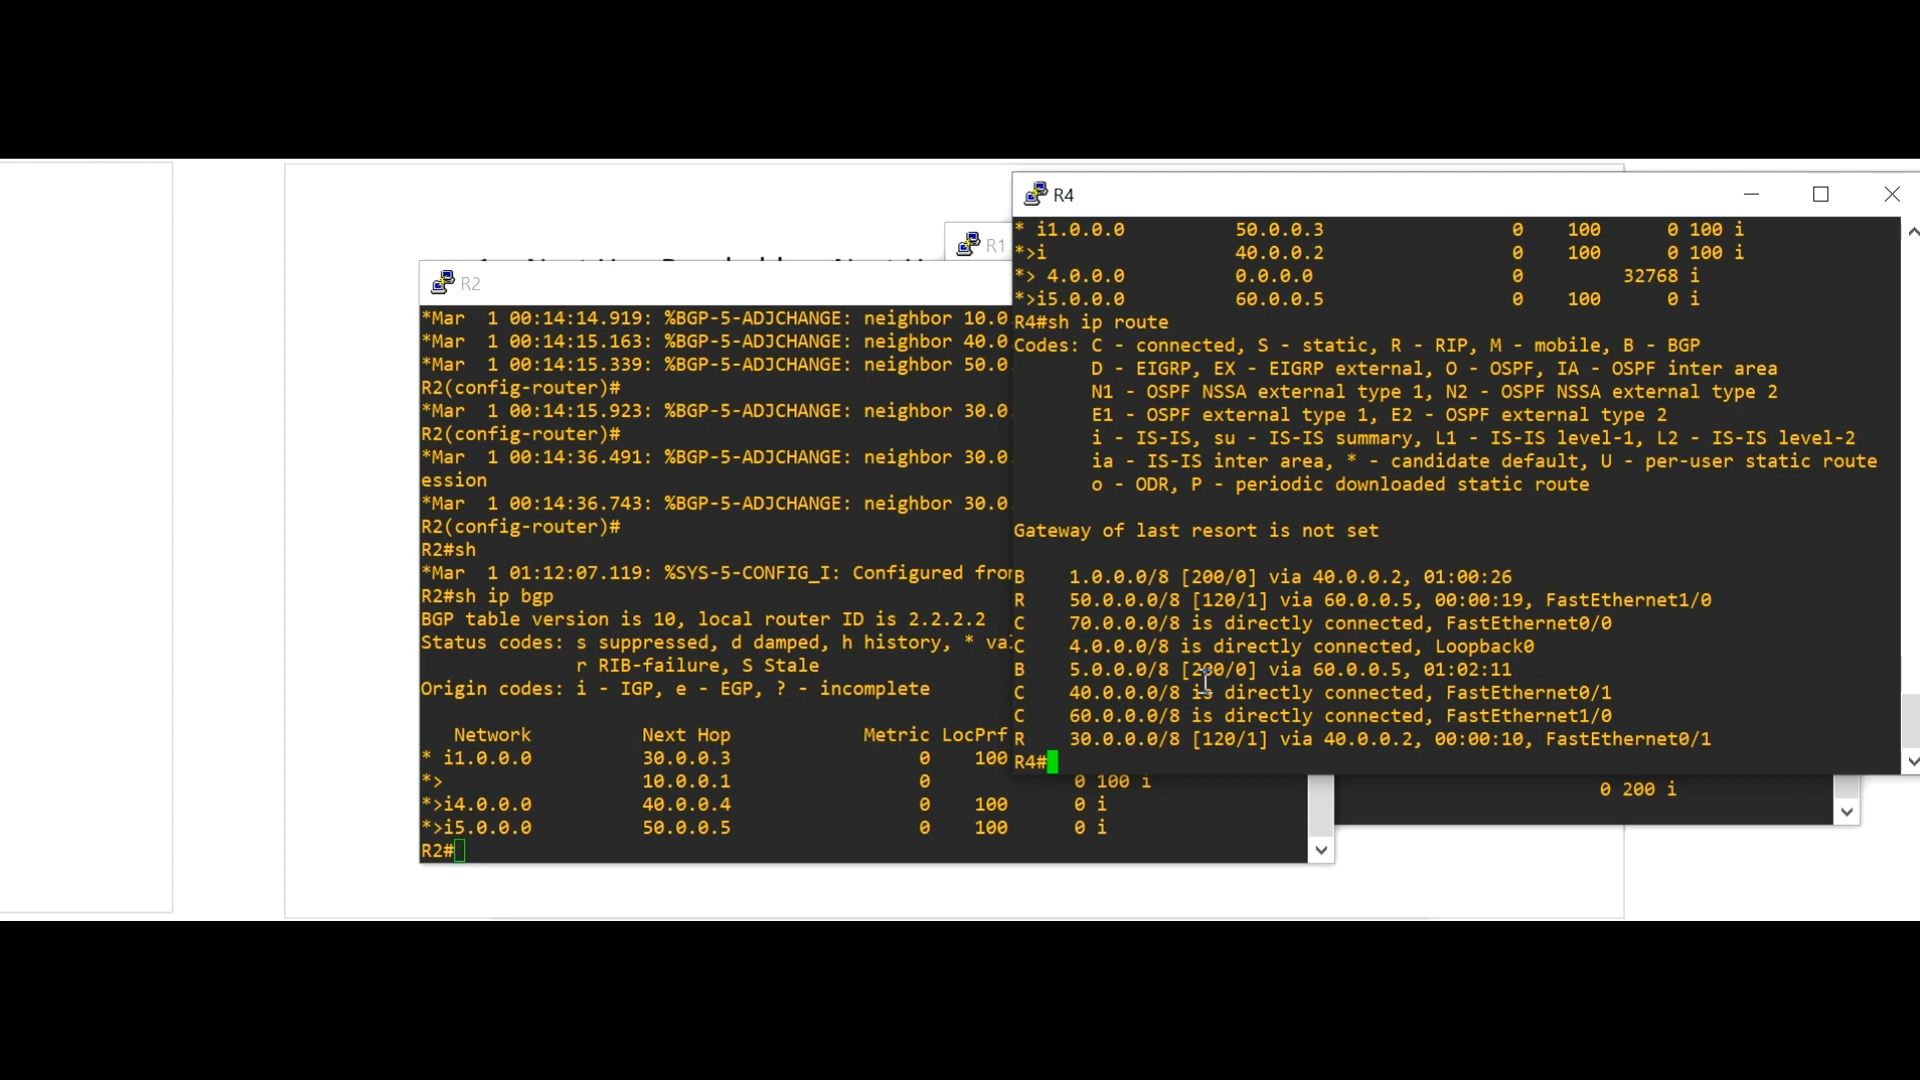 R4
* i1.0.0.0          50.0.0.3                 0    100      0 100 i
*>i                 40.0.0.2                 0    100      0 100 i
*> 4.0.0.0          0.0.0.0                  0         32768 i
*>i5.0.0.0          60.0.0.5                 0    100      0 i
R4#sh ip route
Codes: C - connected, S - static, R - RIP, M - mobile, B - BGP
       D - EIGRP, EX - EIGRP external, O - OSPF, IA - OSPF inter area
       N1 - OSPF NSSA external type 1, N2 - OSPF NSSA external type 2
       E1 - OSPF external type 1, E2 - OSPF external type 2
       i - IS-IS, su - IS-IS summary, L1 - IS-IS level-1, L2 - IS-IS level-2
       ia - IS-IS inter area, * - candidate default, U - per-user static route
       o - ODR, P - periodic downloaded static route
Gateway of last resort is not set
B    1.0.0.0/8 [200/0] via 40.0.0.2, 01:00:26
R    50.0.0.0/8 [120/1] via 60.0.0.5, 00:00:19, FastEthernet1/0
C    70.0.0.0/8 is directly connected, FastEthernet0/0
C    4.0.0.0/8 is directly connected, Loopback0
B    5.0.0.0/8 [200/0] via 60.0.0.5, 01:02:11
C    40.0.0.0/8 is directly connected, FastEthernet0/1
C    60.0.0.0/8 is directly connected, FastEthernet1/0
R    30.0.0.0/8 [120/1] via 40.0.0.2, 00:00:10, FastEthernet0/1
R4#
R1
R2
*Mar  1 00:14:14.919: %BGP-5-ADJCHANGE: neighbor 10.0
*Mar  1 00:14:15.163: %BGP-5-ADJCHANGE: neighbor 40.0
*Mar  1 00:14:15.339: %BGP-5-ADJCHANGE: neighbor 50.0
R2(config-router)#
*Mar  1 00:14:15.923: %BGP-5-ADJCHANGE: neighbor 30.0
R2(config-router)#
*Mar  1 00:14:36.491: %BGP-5-ADJCHANGE: neighbor 30.0
ession
*Mar  1 00:14:36.743: %BGP-5-ADJCHANGE: neighbor 30.0
R2(config-router)#
R2#sh
*Mar  1 01:12:07.119: %SYS-5-CONFIG_I: Configured from
R2#sh ip bgp
BGP table version is 10, local router ID is 2.2.2.2
Status codes: s suppressed, d damped, h history, * va
              r RIB-failure, S Stale
Origin codes: i - IGP, e - EGP, ? - incomplete
   Network          Next Hop            Metric LocPrf
* i1.0.0.0          30.0.0.3                 0    100
*>                  10.0.0.1                 0             0 100 i
*>i4.0.0.0          40.0.0.4                 0    100      0 i
*>i5.0.0.0          50.0.0.5                 0    100      0 i
R2#
0 200 i